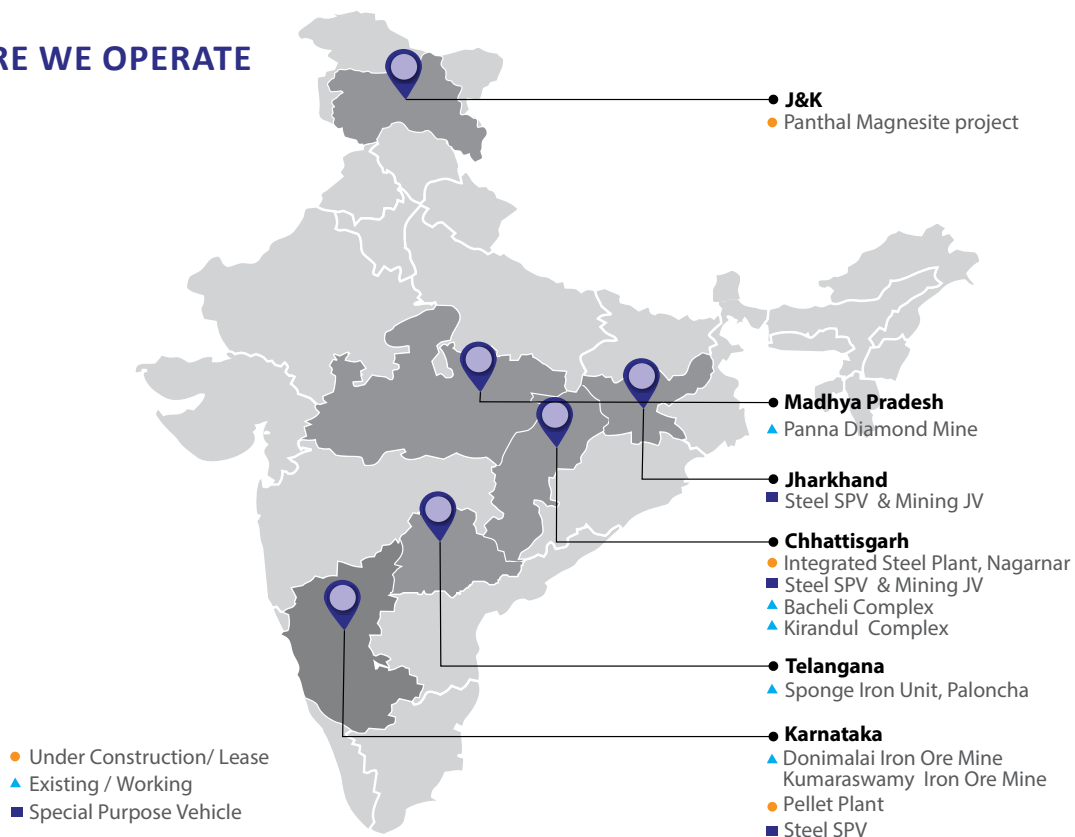 RE WE OPERATE
J&K
Panthal Magnesite project
Madhya Pradesh
Panna Diamond Mine
Jharkhand
Steel SPV & Mining JV
Chhattisgarh
Integrated Steel Plant, Nagarnar
Steel SPV & Mining JV
Bacheli Complex
Kirandul Complex
Telangana
Sponge Iron Unit, Paloncha
Karnataka
Donimalai Iron Ore Mine
Kumaraswamy Iron Ore Mine
Pellet Plant
Steel SPV
Under Construction/ Lease
Existing / Working
Special Purpose Vehicle